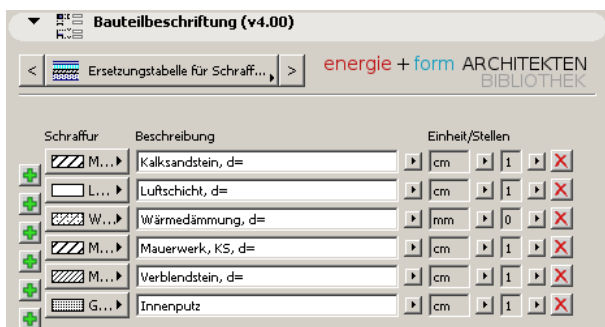 Bauteilbeschriftung (v4.00)
< Ersetzungstabelle für Schraff... > energie + form ARCHITEKTEN
BIBLIOTHEK
Schraffur Beschreibung Einheit/Stellen
M... Kalksandstein, d= cm 1
L... Luftschicht, d= cm 1
W... Wärmedämmung, d= mm 0
M... Mauerwerk, KS, d= cm 1
M... Verblendstein, d= cm 1
G... Innenputz cm 1